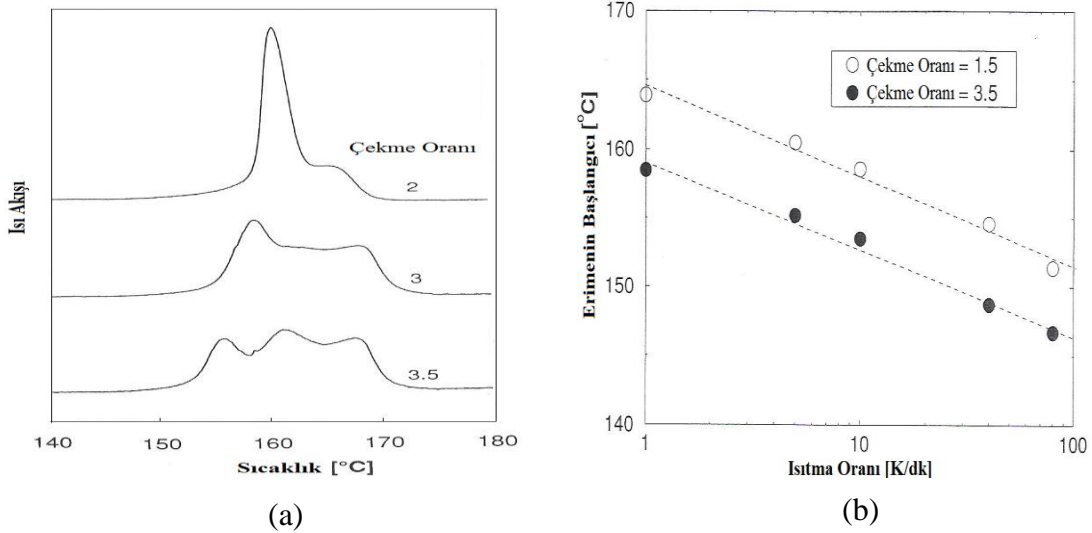 Isı Akışı
Çekme Oranı
2
3
3.5
140
150
160
170
180
Sıcaklık [°C]
(a)
170
160
150
140
Erimenin Başlangıcı [°C]
Çekme Oranı = 1.5
Çekme Oranı = 3.5
1
10
100
Isıtma Oranı [K/dk]
(b)